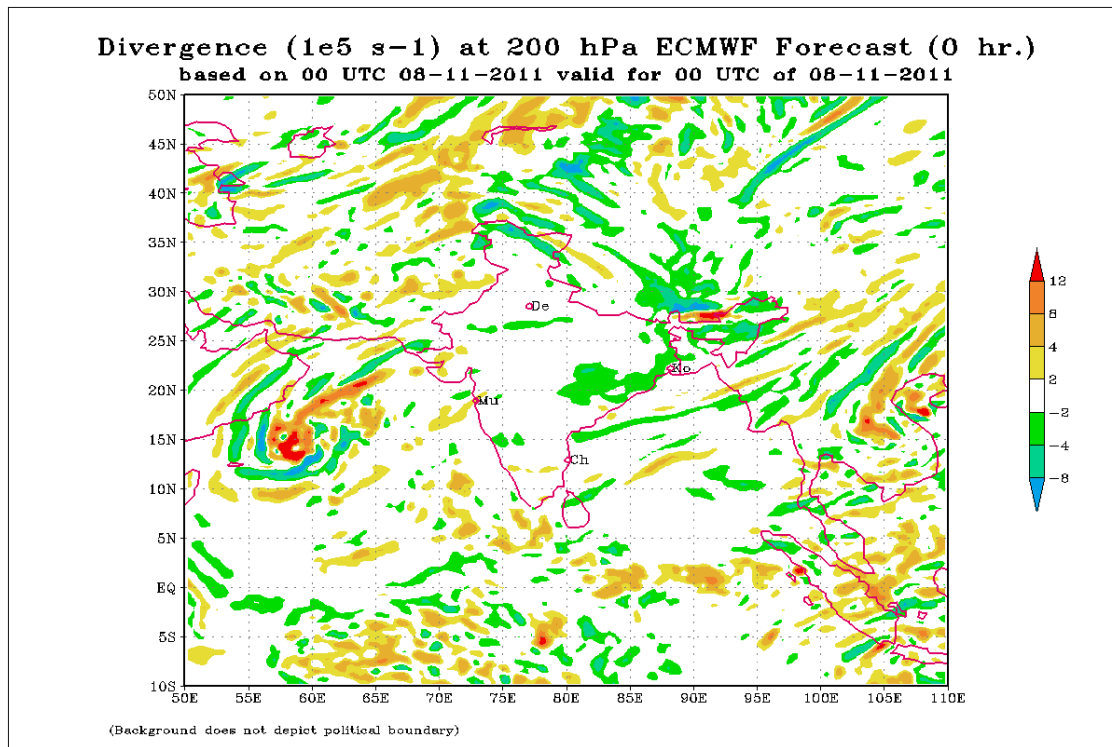 Divergence (1e5 s-1) at 200 hPa ECMWF Forecast (0 hr.)
based on 00 UTC 08-11-2011 valid for 00 UTC of 08-11-2011
50N
45N
40N
35N
30N
25N
20N
15N
10N
5N
EQ
5S
10S
50E 55E 60E 65E 70E 75E 80E 85E 90E 95E 100E 105E 110E
De
Ko
Mu
Ch
12
8
4
2
-2
-4
-8
(Background does not depict political boundary)